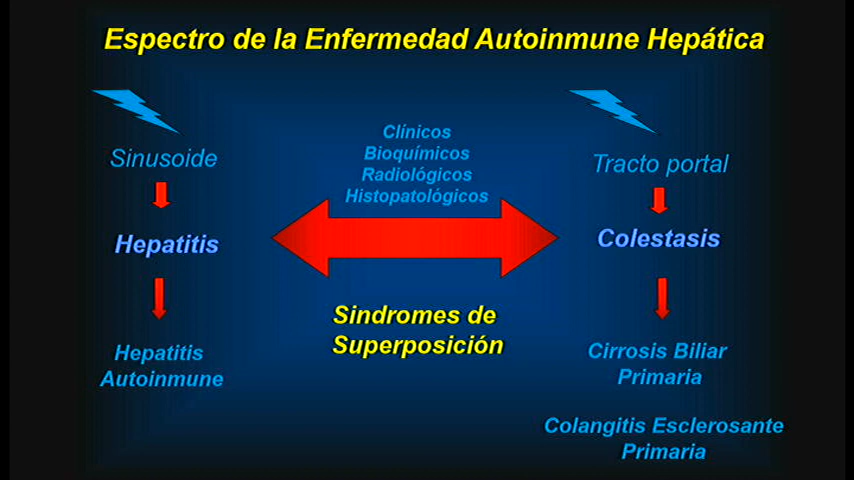 Espectro de la Enfermedad Autoinmune Hepática
Sinusoide
Hepatitis
Hepatitis
Autoinmune
Clínicos
Bioquímicos
Radiológicos
Histopatológicos
Sindromes de
Superposición
Tracto portal
Colestasis
Cirrosis Biliar
Primaria
Colangitis Esclerosante
Primaria